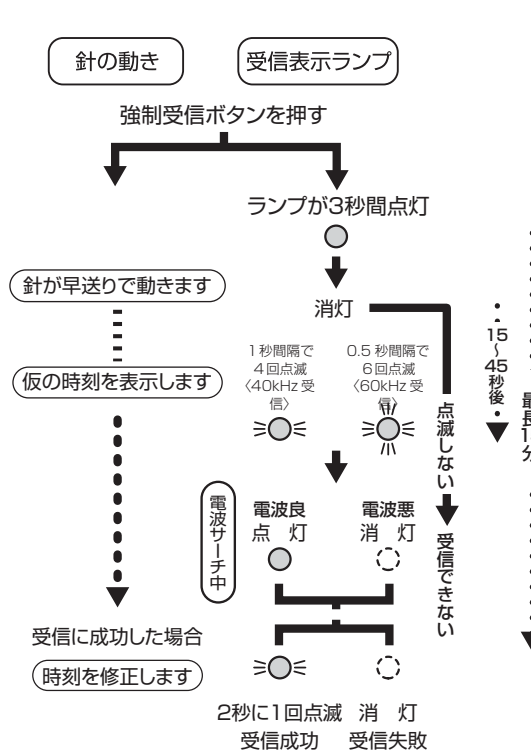 針の動き
受信表示ランプ
強制受信ボタンを押す
ランプが3秒間点灯
針が早送りで動きます
消灯
1秒間隔で
4回点滅
〈40kHz受
信〉
0.5秒間隔で
6回点滅
〈60kHz受
信〉
15～45秒後
最長1
分
仮の時刻を表示します
点滅しない
受信できない
電波サーチ中
電波良
点 灯
電波悪
消 灯
受信に成功した場合
時刻を修正します
2秒に1回点滅
受信成功
消 灯
受信失敗